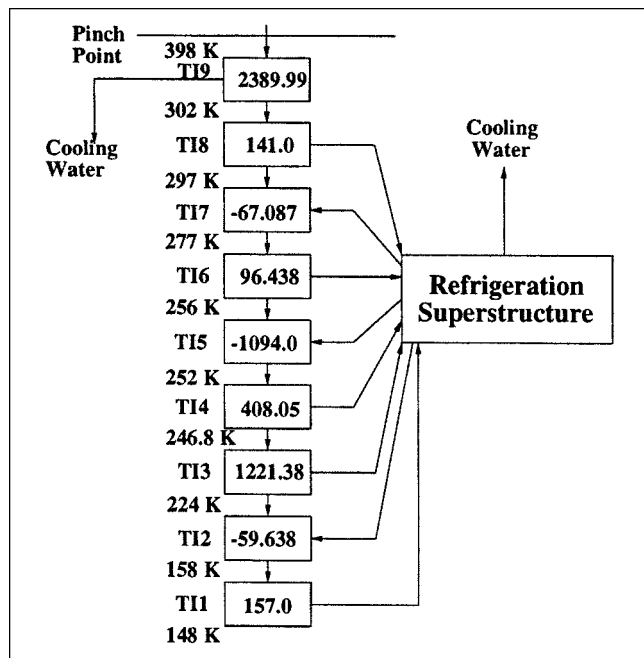 Pinch
Point
398 K
TI9
2389.99
302 K
Cooling
Water
TI8
141.0
297 K
TI7
-67.087
277 K
TI6
96.438
256 K
TI5
-1094.0
252 K
TI4
408.05
246.8 K
TI3
1221.38
224 K
TI2
-59.638
158 K
TI1
157.0
148 K
Cooling
Water
Refrigeration
Superstructure